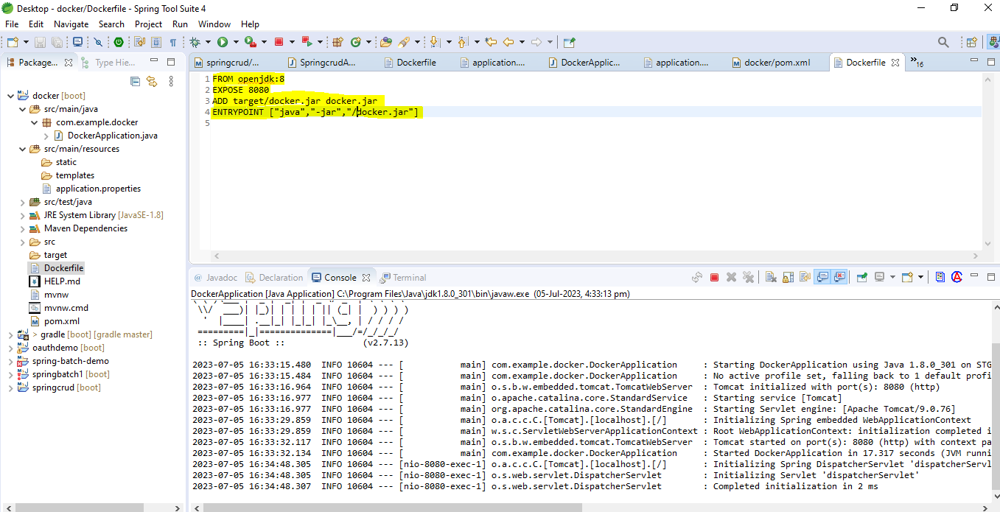 Desktop - docker/Dockerfile - Spring Tool Suite 4
File Edit Navigate Search Project Run Window Help
Package...
Type Hie...
docker [boot]
src/main/java
com.example.docker
DockerApplication.java
src/main/resources
static
templates
application.properties
src/test/java
JRE System Library [JavaSE-1.8]
Maven Dependencies
src
target
Dockerfile
HELP.md
mvnw
mvnw.cmd
pom.xml
> gradle [boot] [gradle master]
oauthdemo [boot]
spring-batch-demo
springbatch1 [boot]
springcrud [boot]
springcrud/... SpringcrudA... Dockerfile application.... DockerApplic... application.... docker/pom.xml Dockerfile »16
1 FROM openjdk:8
2 EXPOSE 8080
3 ADD target/docker.jar docker.jar
4 ENTRYPOINT ["java","-jar","/docker.jar"]
5
@ Javadoc Declaration Console Terminal
DockerApplication [Java Application] C:\Program Files\Java\jdk1.8.0_301\bin\javaw.exe (05-Jul-2023, 4:33:13 pm)
\\/  ___)| |_)| | | | | || (_| |  ) ) ) )
'  |____| .__|_| |_|_| |_\__, | / / / /
=========|_|==============|___/=/_/_/_/
:: Spring Boot :: (v2.7.13)
2023-07-05 16:33:15.480 INFO 10604 --- [ main] com.example.docker.DockerApplication : Starting DockerApplication using Java 1.8.0_301 on STG
2023-07-05 16:33:15.484 INFO 10604 --- [ main] com.example.docker.DockerApplication : No active profile set, falling back to 1 default profi
2023-07-05 16:33:16.964 INFO 10604 --- [ main] o.s.b.w.embedded.tomcat.TomcatWebServer : Tomcat initialized with port(s): 8080 (http)
2023-07-05 16:33:16.977 INFO 10604 --- [ main] o.apache.catalina.core.StandardService : Starting service [Tomcat]
2023-07-05 16:33:16.977 INFO 10604 --- [ main] org.apache.catalina.core.StandardEngine : Starting Servlet engine: [Apache Tomcat/9.0.76]
2023-07-05 16:33:29.859 INFO 10604 --- [ main] o.a.c.c.C.[Tomcat].[localhost].[/] : Initializing Spring embedded WebApplicationContext
2023-07-05 16:33:29.859 INFO 10604 --- [ main] w.s.c.ServletWebServerApplicationContext : Root WebApplicationContext: initialization completed i
2023-07-05 16:33:32.117 INFO 10604 --- [ main] o.s.b.w.embedded.tomcat.TomcatWebServer : Tomcat started on port(s): 8080 (http) with context pa
2023-07-05 16:33:32.134 INFO 10604 --- [ main] com.example.docker.DockerApplication : Started DockerApplication in 17.317 seconds (JVM runni
2023-07-05 16:34:48.305 INFO 10604 --- [nio-8080-exec-1] o.a.c.c.C.[Tomcat].[localhost].[/] : Initializing Spring DispatcherServlet 'dispatcherServl
2023-07-05 16:34:48.305 INFO 10604 --- [nio-8080-exec-1] o.s.web.servlet.DispatcherServlet : Initializing Servlet 'dispatcherServlet'
2023-07-05 16:34:48.307 INFO 10604 --- [nio-8080-exec-1] o.s.web.servlet.DispatcherServlet : Completed initialization in 2 ms